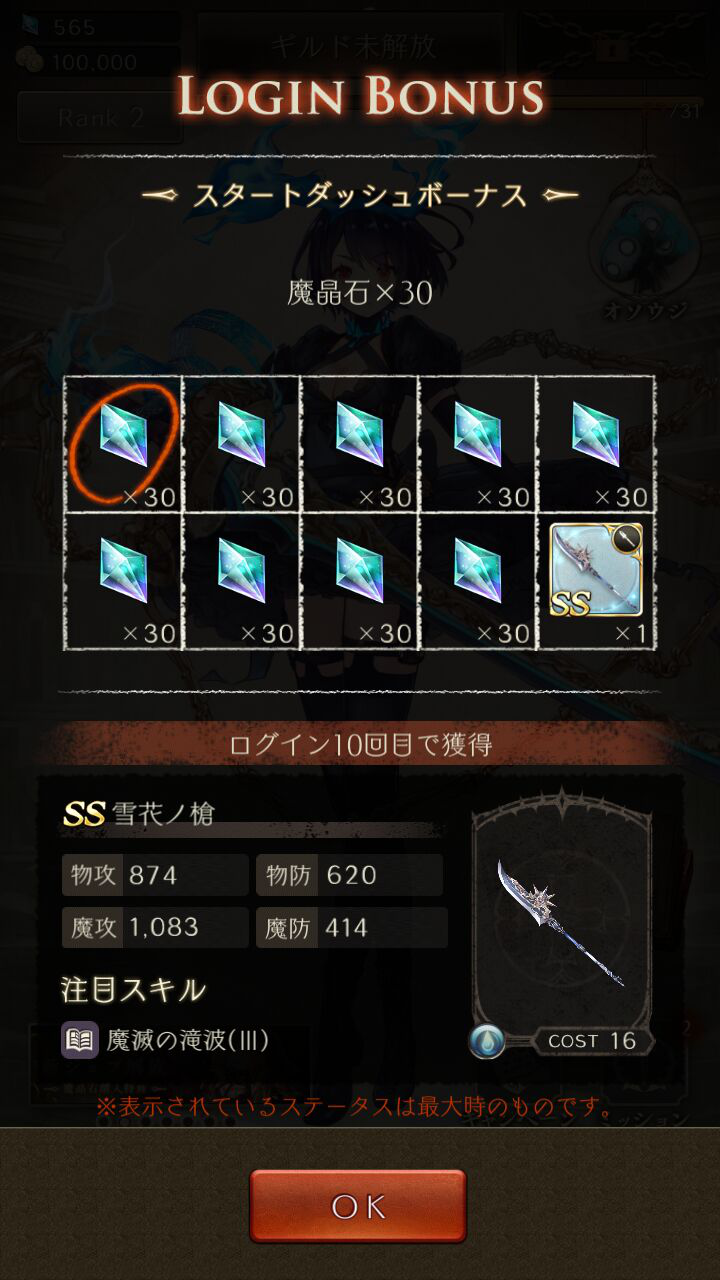 565
ギルド未解放
100,000
LOGIN BONUS
Rank 2
/31
スタートダッシュボーナス
魔晶石×30
オソウジ
×30 ×30 ×30 ×30 ×30
SS
×30 ×30 ×30 ×30 ×1
ログイン10回目で獲得
SS 雪花ノ槍
物攻 874 物防 620
魔攻 1,083 魔防 414
注目スキル
魔滅の滝波(III)
COST 16
※表示されているステータスは最大時のものです。
OK